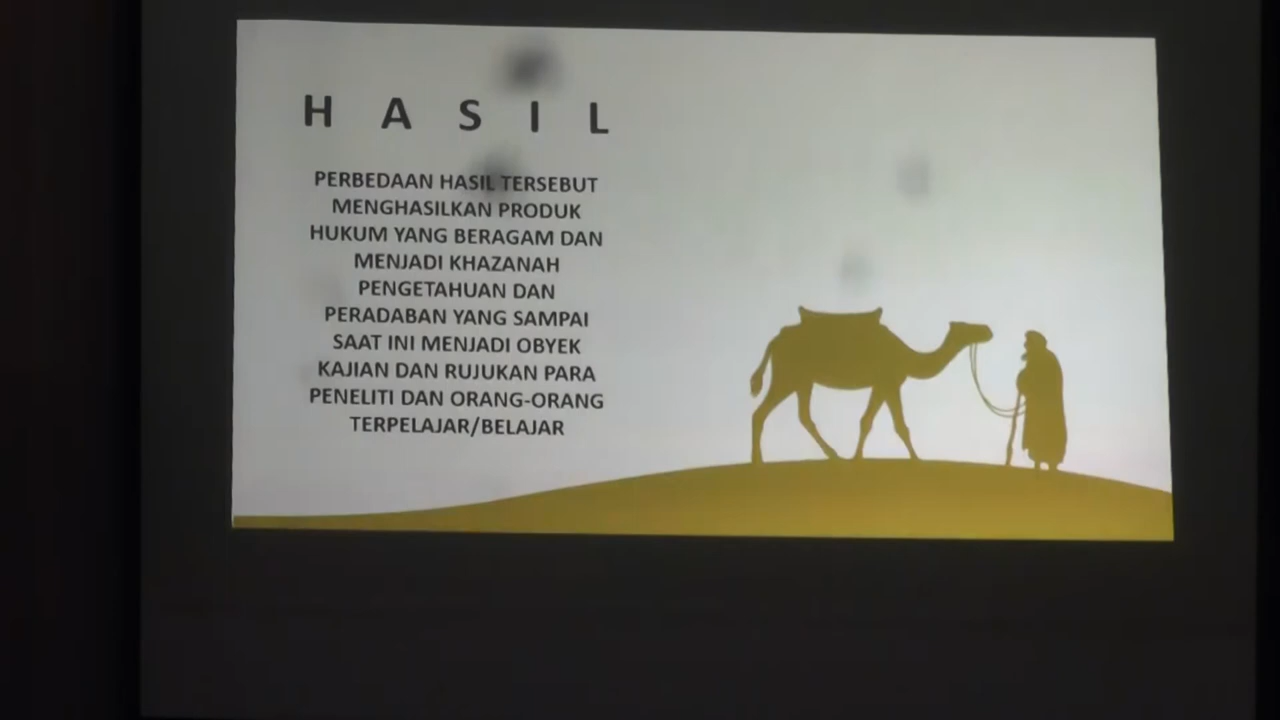 H A S I L
PERBEDAAN HASIL TERSEBUT
MENGHASILKAN PRODUK
HUKUM YANG BERAGAM DAN
MENJADI KHAZANAH
PENGETAHUAN DAN
PERADABAN YANG SAMPAI
SAAT INI MENJADI OBYEK
KAJIAN DAN RUJUKAN PARA
PENELITI DAN ORANG-ORANG
TERPELAJAR/BELAJAR